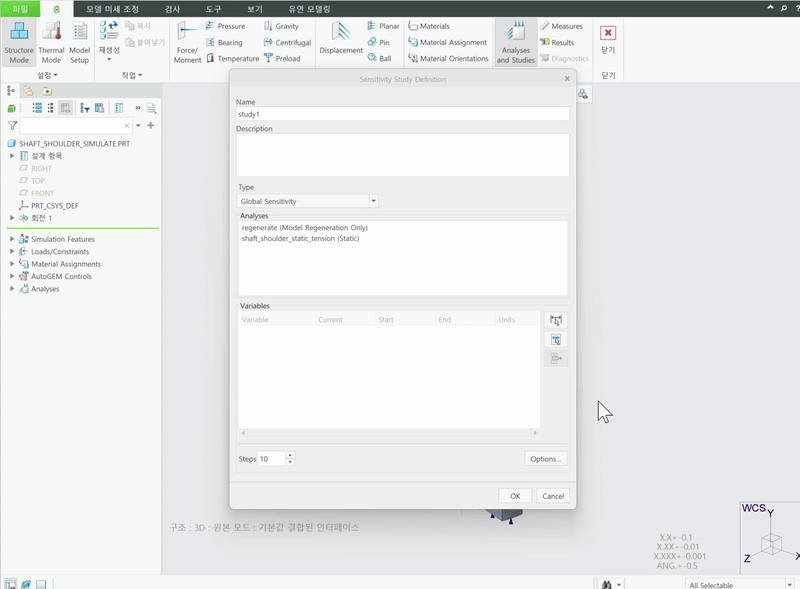 파일 홈 모델 미세 조정 검사 도구 보기 유연 모델링
Structure Mode
Thermal Mode
Model Setup
설정
재생성
복사
붙여넣기
작업
Force/Moment
Pressure
Bearing
Temperature
Gravity
Centrifugal
Preload
Displacement
Planar
Pin
Ball
Materials
Material Assignment
Material Orientations
Analyses and Studies
Measures
Results
Diagnostics
닫기
닫기
SHAFT_SHOULDER_SIMULATE.PRT
설계 항목
RIGHT
TOP
FRONT
PRT_CSYS_DEF
회전 1
Simulation Features
Loads/Constraints
Material Assignments
AutoGEM Controls
Analyses
Sensitivity Study Definition
Name
study1
Description
Type
Global Sensitivity
Analyses
regenerate (Model Regeneration Only)
shaft_shoulder_static_tension (Static)
Variables
Variable Current Start End Units
Steps 10
Options...
OK Cancel
구조 : 3D : 원본 모드 : 기본값 결합된 인터페이스
X.X+-0.1
X.XX+-0.01
X.XXX+-0.001
ANG.+-0.5
WCS Y
Z X
All Selectable